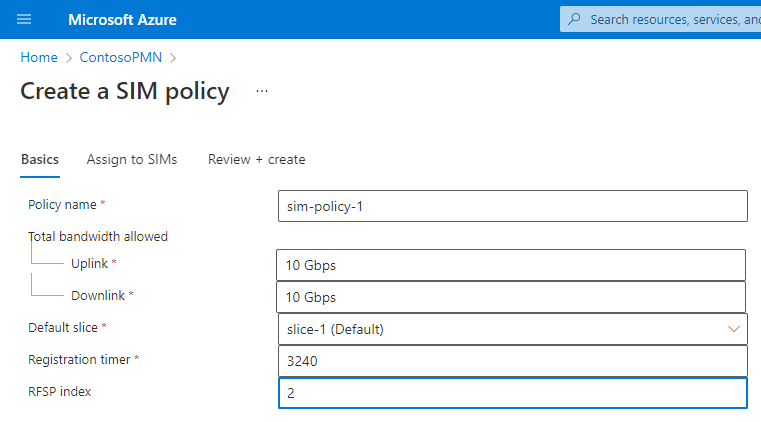 Microsoft Azure
Search resources, services, and
Home > ContosoPMN >
Create a SIM policy ...
Basics Assign to SIMs Review + create
Policy name * sim-policy-1
Total bandwidth allowed
Uplink * 10 Gbps
Downlink * 10 Gbps
Default slice * slice-1 (Default)
Registration timer * 3240
RFSP index 2